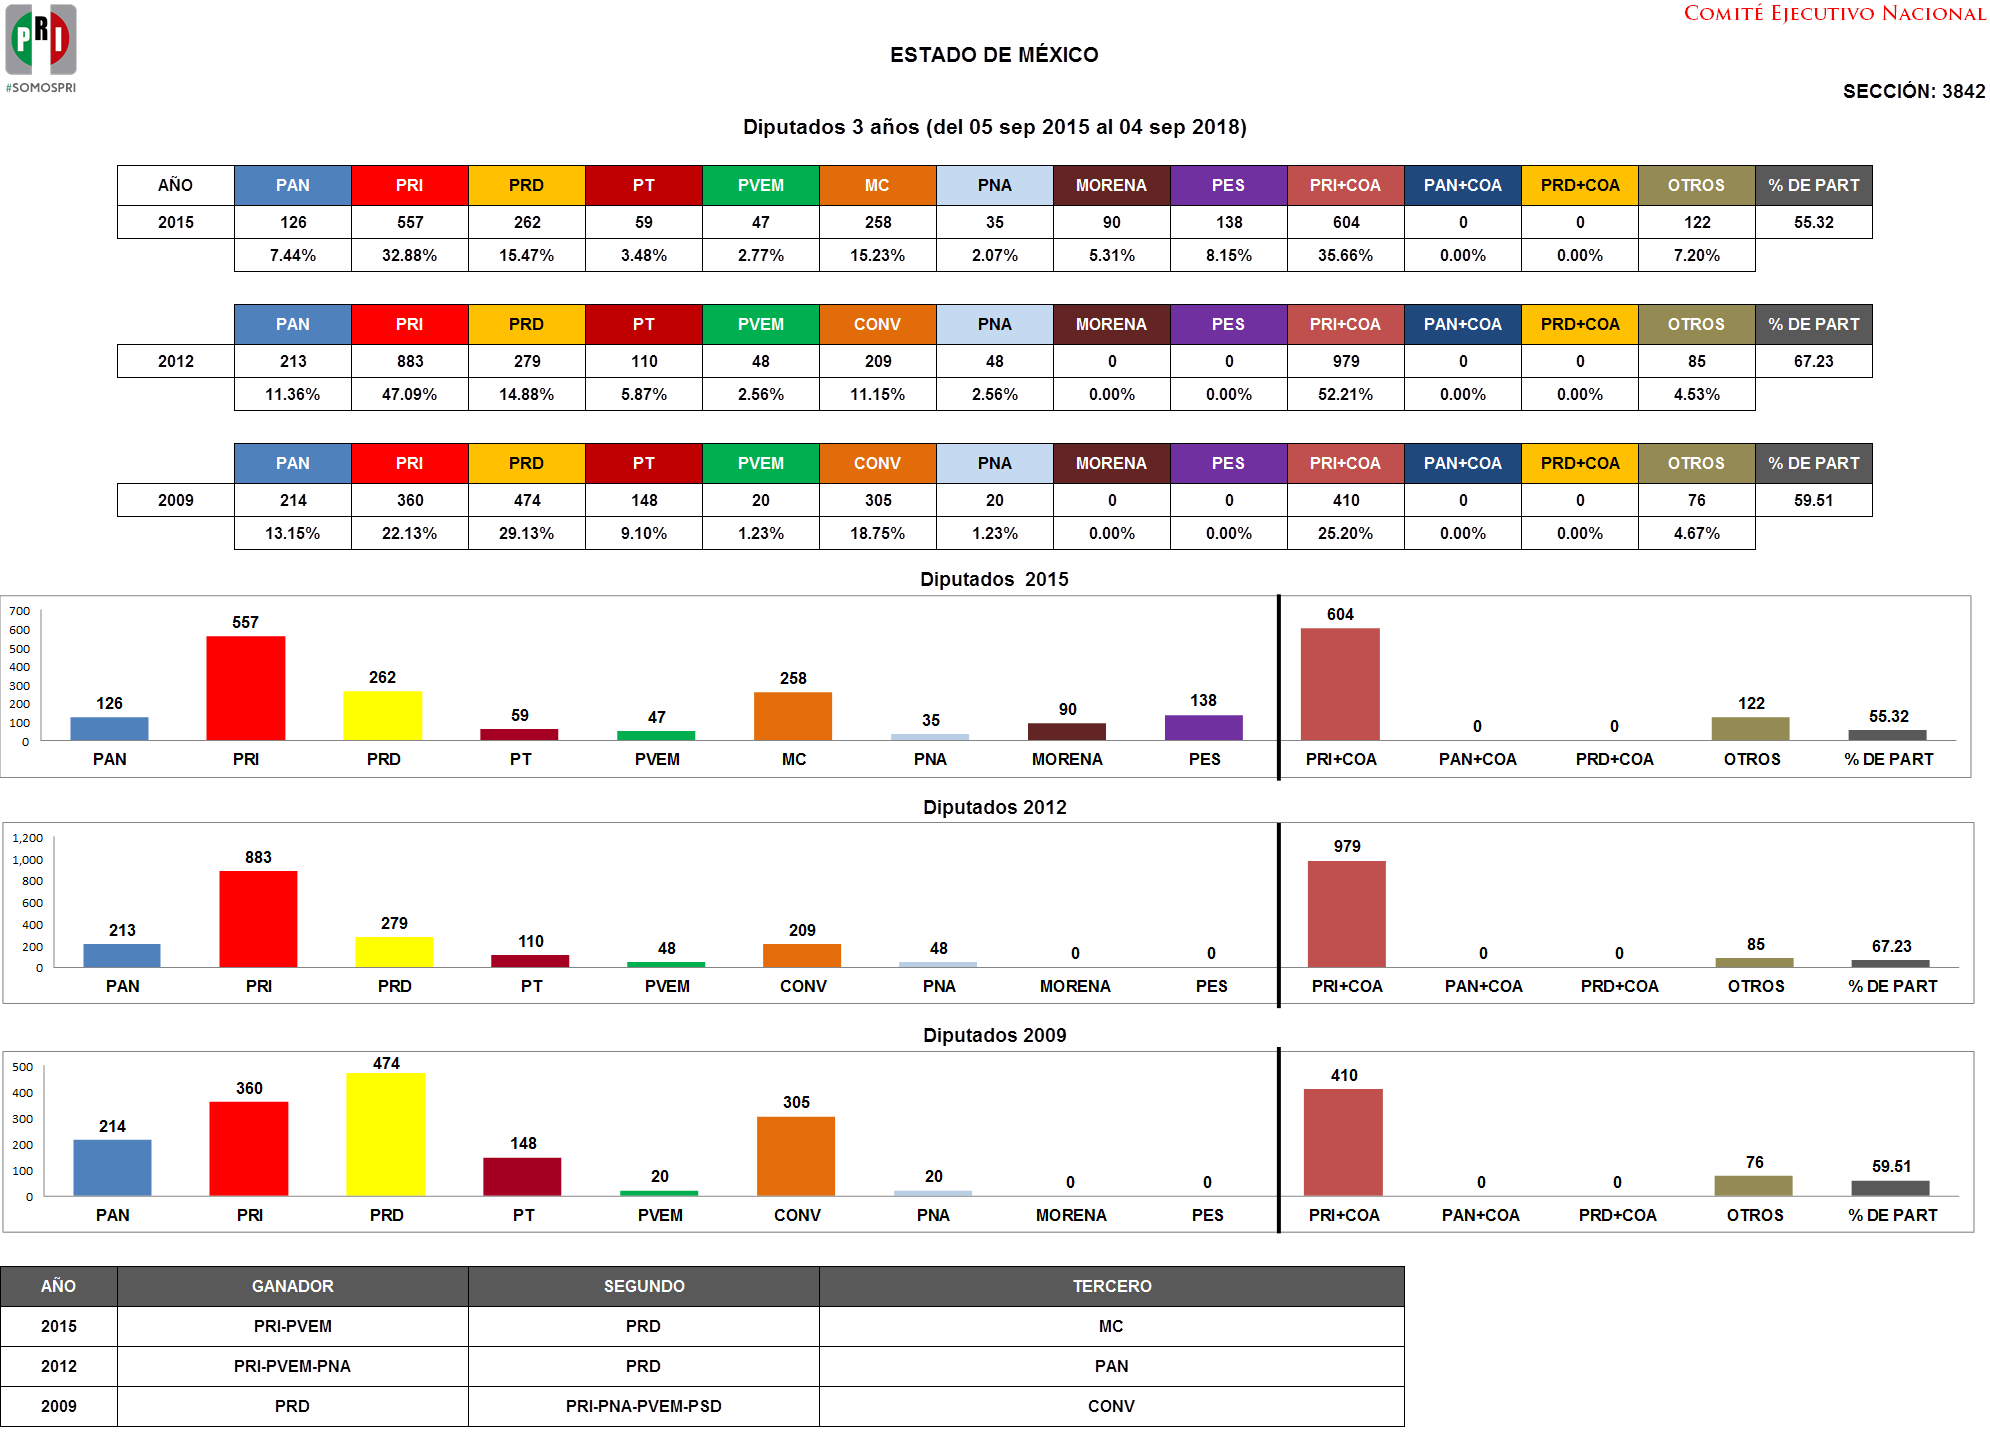 PRI
#SOMOSPRI
COMITÉ EJECUTIVO NACIONAL
ESTADO DE MÉXICO
SECCIÓN: 3842
Diputados 3 años (del 05 sep 2015 al 04 sep 2018)
AÑO PAN PRI PRD PT PVEM MC PNA MORENA PES PRI+COA PAN+COA PRD+COA OTROS % DE PART
2015 126 557 262 59 47 258 35 90 138 604 0 0 122 55.32
7.44% 32.88% 15.47% 3.48% 2.77% 15.23% 2.07% 5.31% 8.15% 35.66% 0.00% 0.00% 7.20%
PAN PRI PRD PT PVEM CONV PNA MORENA PES PRI+COA PAN+COA PRD+COA OTROS % DE PART
2012 213 883 279 110 48 209 48 0 0 979 0 0 85 67.23
11.36% 47.09% 14.88% 5.87% 2.56% 11.15% 2.56% 0.00% 0.00% 52.21% 0.00% 0.00% 4.53%
PAN PRI PRD PT PVEM CONV PNA MORENA PES PRI+COA PAN+COA PRD+COA OTROS % DE PART
2009 214 360 474 148 20 305 20 0 0 410 0 0 76 59.51
13.15% 22.13% 29.13% 9.10% 1.23% 18.75% 1.23% 0.00% 0.00% 25.20% 0.00% 0.00% 4.67%
Diputados 2015
700
600
500
400
300
200
100
0
126 557 262 59 47 258 35 90 138 604 0 0 122 55.32
PAN PRI PRD PT PVEM MC PNA MORENA PES PRI+COA PAN+COA PRD+COA OTROS % DE PART
Diputados 2012
1,200
1,000
800
600
400
200
0
213 883 279 110 48 209 48 0 0 979 0 0 85 67.23
PAN PRI PRD PT PVEM CONV PNA MORENA PES PRI+COA PAN+COA PRD+COA OTROS % DE PART
Diputados 2009
500
400
300
200
100
0
214 360 474 148 20 305 20 0 0 410 0 0 76 59.51
PAN PRI PRD PT PVEM CONV PNA MORENA PES PRI+COA PAN+COA PRD+COA OTROS % DE PART
AÑO GANADOR SEGUNDO TERCERO
2015 PRI-PVEM PRD MC
2012 PRI-PVEM-PNA PRD PAN
2009 PRD PRI-PNA-PVEM-PSD CONV